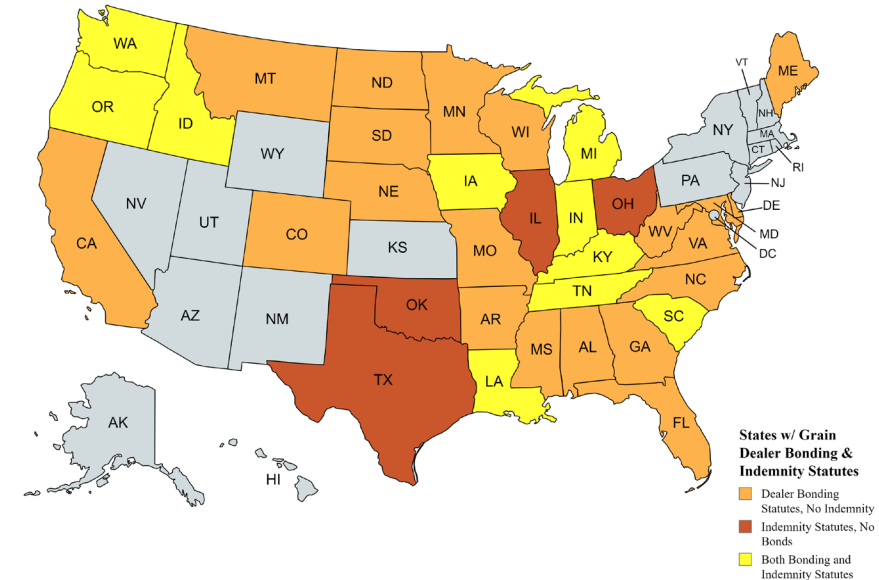 WA
OR
ID
MT
ND
MN
SD
WI
MI
WY
NE
IA
NV
UT
CO
KS
CA
AZ
NM
OK
TX
MO
AR
LA
IL
IN
OH
KY
TN
MS
AL
GA
FL
SC
NC
VA
WV
PA
NY
VT
NH
MA
CT
RI
NJ
DE
MD
DC
ME
AK
HI
States w/ Grain
Dealer Bonding &
Indemnity Statutes
Dealer Bonding
Statutes, No Indemnity
Indemnity Statutes, No
Bonds
Both Bonding and
Indemnity Statutes